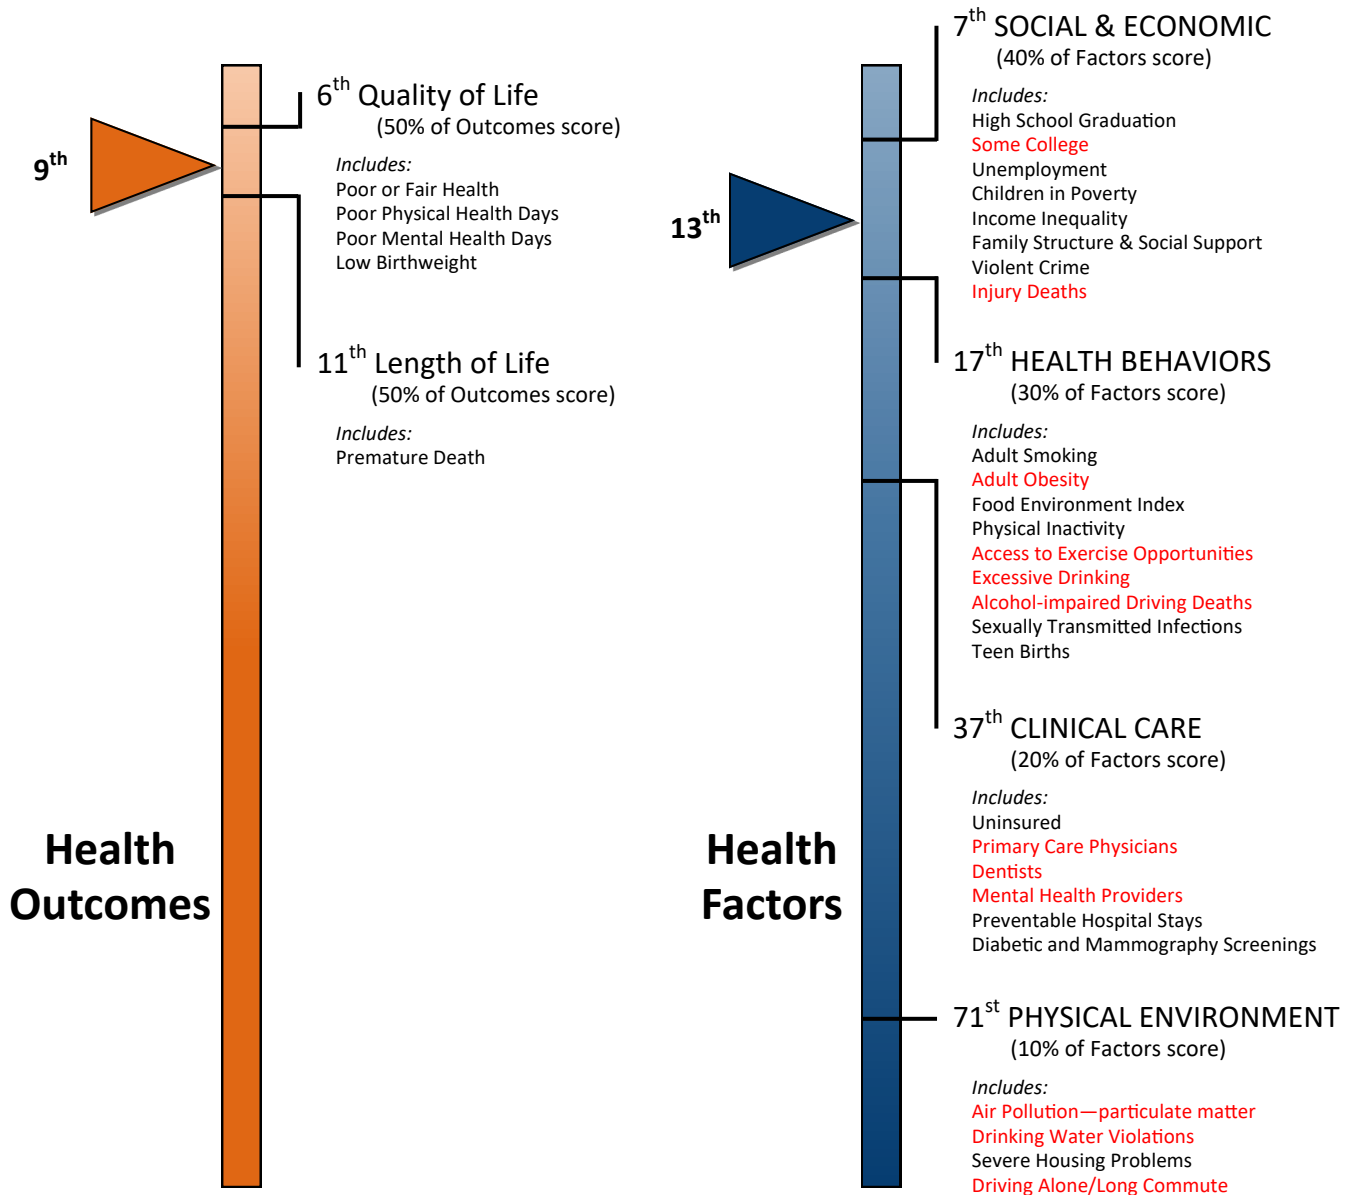 9th
6th Quality of Life
(50% of Outcomes score)
Includes:
Poor or Fair Health
Poor Physical Health Days
Poor Mental Health Days
Low Birthweight
11th Length of Life
(50% of Outcomes score)
Includes:
Premature Death
Health
Outcomes
13th
7th SOCIAL & ECONOMIC
(40% of Factors score)
Includes:
High School Graduation
Some College
Unemployment
Children in Poverty
Income Inequality
Family Structure & Social Support
Violent Crime
Injury Deaths
17th HEALTH BEHAVIORS
(30% of Factors score)
Includes:
Adult Smoking
Adult Obesity
Food Environment Index
Physical Inactivity
Access to Exercise Opportunities
Excessive Drinking
Alcohol-impaired Driving Deaths
Sexually Transmitted Infections
Teen Births
37th CLINICAL CARE
(20% of Factors score)
Includes:
Uninsured
Primary Care Physicians
Dentists
Mental Health Providers
Preventable Hospital Stays
Diabetic and Mammography Screenings
Health
Factors
71st PHYSICAL ENVIRONMENT
(10% of Factors score)
Includes:
Air Pollution—particulate matter
Drinking Water Violations
Severe Housing Problems
Driving Alone/Long Commute